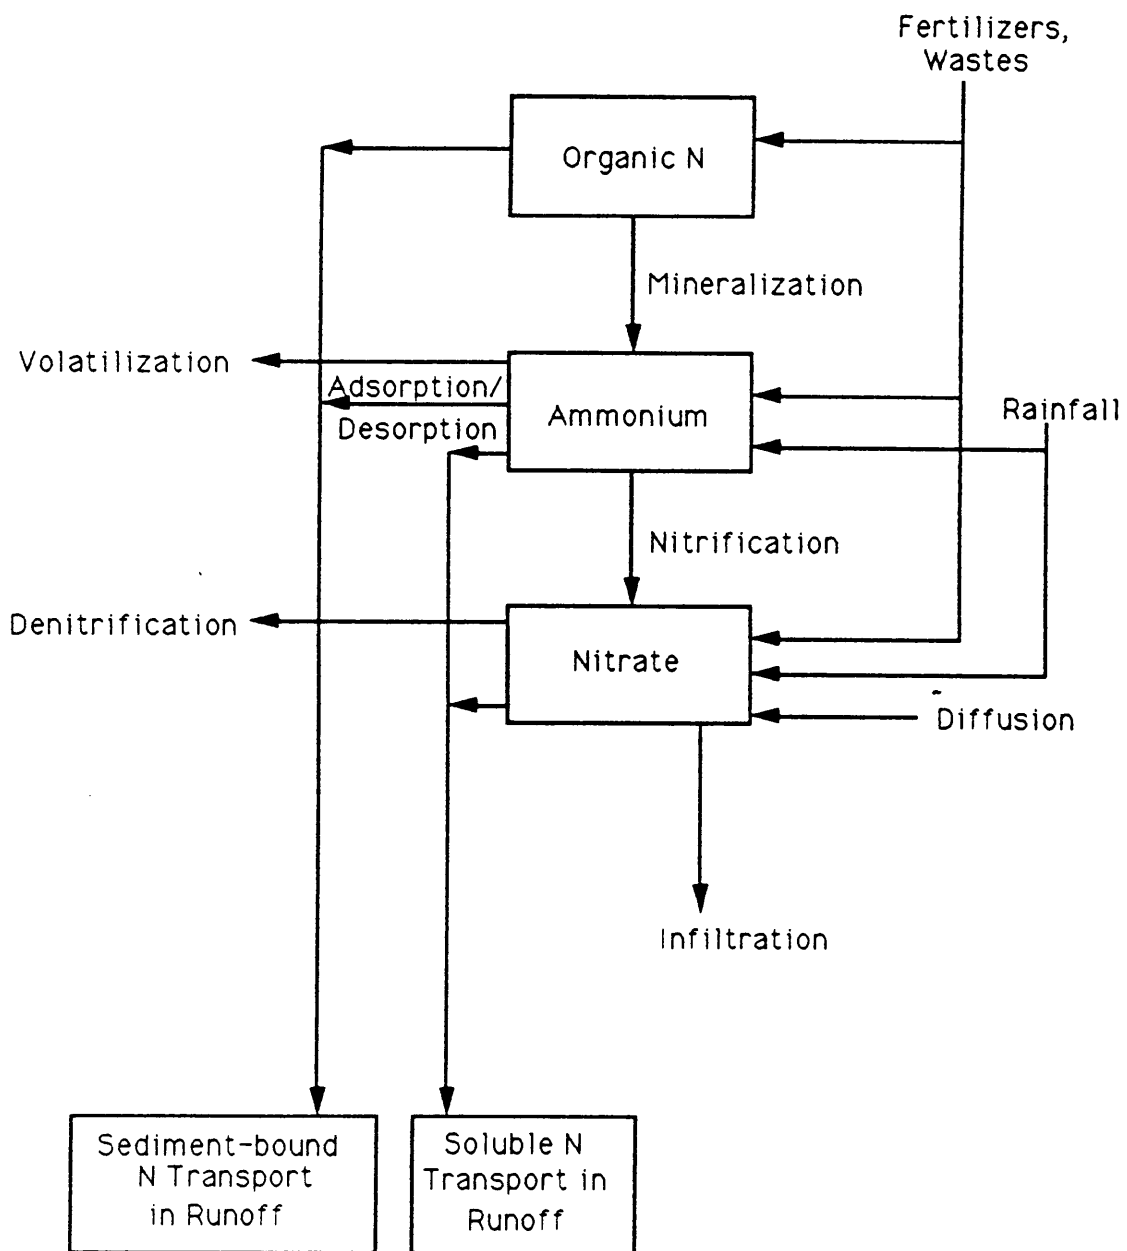 Fertilizers,
Wastes
Organic N
Mineralization
Volatilization
Adsorption/
Desorption
Ammonium
Rainfall
Nitrification
Denitrification
Nitrate
Diffusion
Infiltration
Sediment-bound
N Transport
in Runoff
Soluble N
Transport in
Runoff